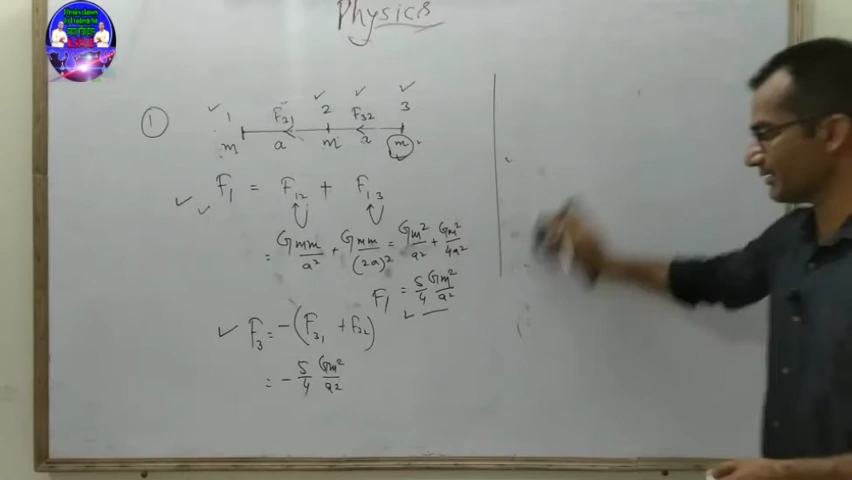 Physics
① 1 F₃₁ 2 F₃₂ 3
m a m a m
F₁ = F₁₂ + F₁₃
= Gmm/a² + Gmm/(2a)² = Gm²/a² + Gm²/4a²
F₁ = 5/4 Gm²/a²
F₃ = -(F₃₁ + F₃₂)
= - 5/4 Gm²/a²